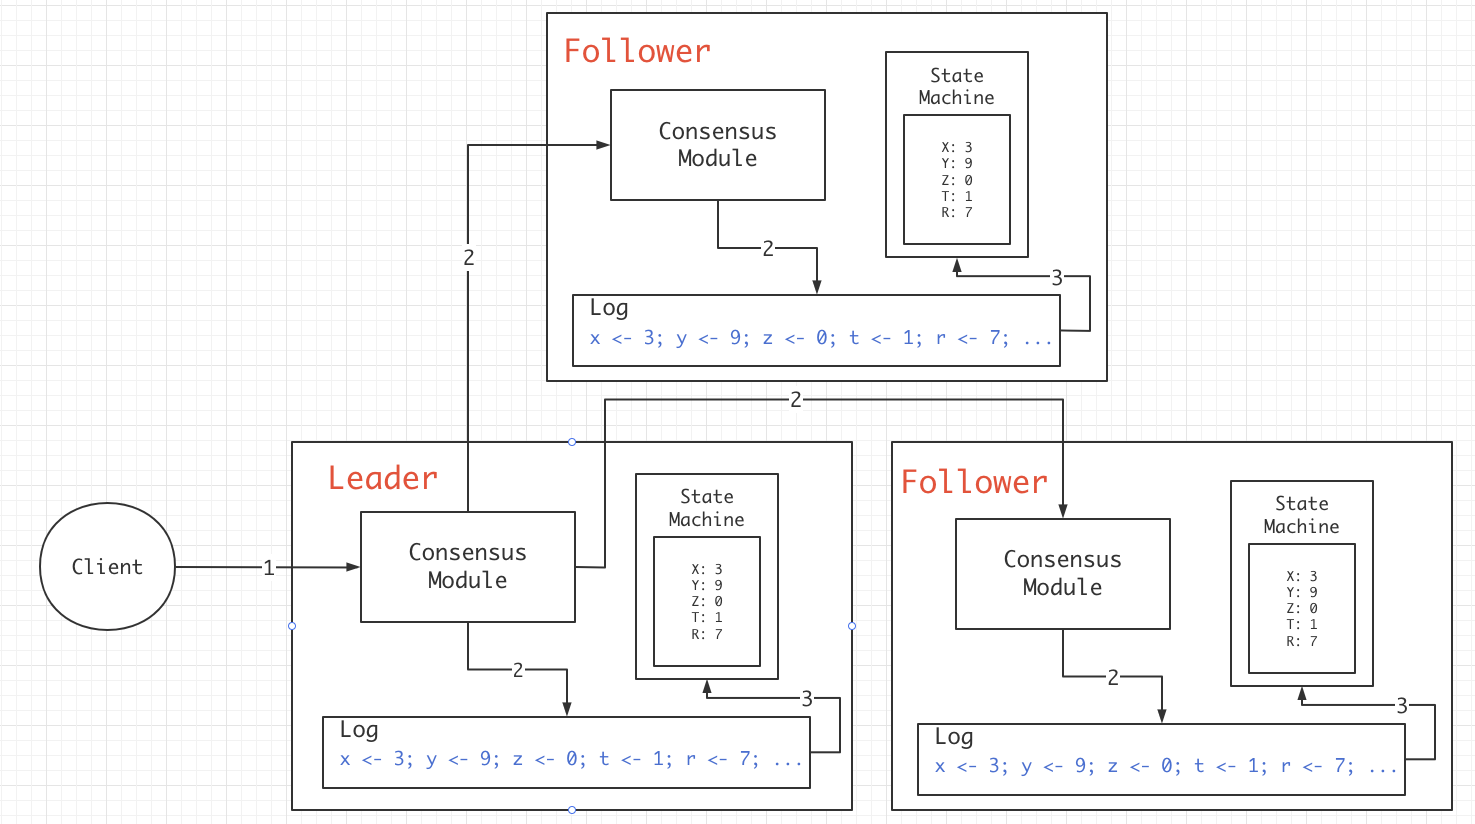 Follower
State
Machine
Consensus
Module
X: 3
Y: 9
Z: 0
T: 1
R: 7
2
2
3
Log
x <- 3; y <- 9; z <- 0; t <- 1; r <- 7; ...
2
Leader
State
Machine
Consensus
Module
X: 3
Y: 9
Z: 0
T: 1
R: 7
Client
1
2
3
Log
x <- 3; y <- 9; z <- 0; t <- 1; r <- 7; ...
Follower
State
Machine
Consensus
Module
X: 3
Y: 9
Z: 0
T: 1
R: 7
2
3
Log
x <- 3; y <- 9; z <- 0; t <- 1; r <- 7; ...